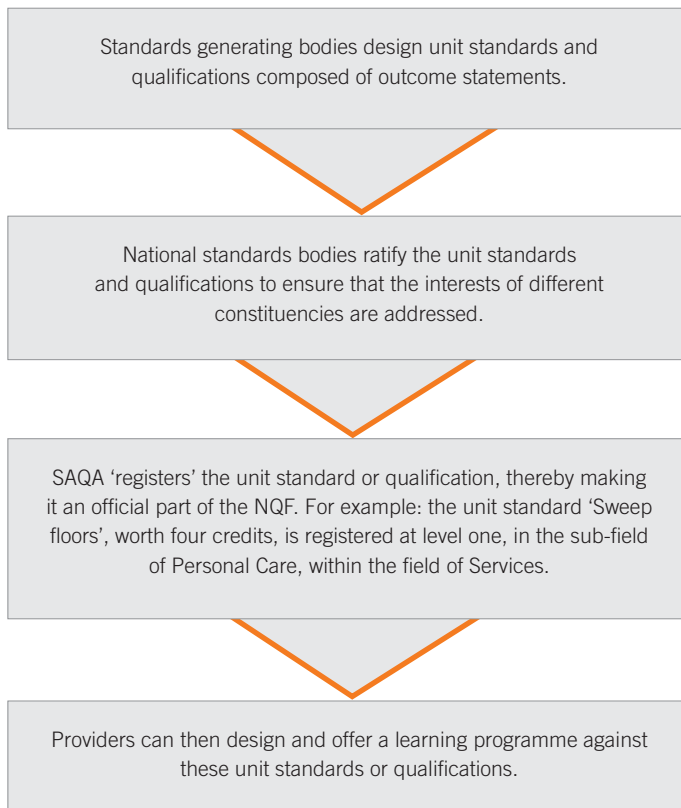 Standards generating bodies design unit standards and
qualifications composed of outcome statements.
National standards bodies ratify the unit standards
and qualifications to ensure that the interests of different
constituencies are addressed.
SAQA ‘registers’ the unit standard or qualification, thereby making
it an official part of the NQF. For example: the unit standard ‘Sweep
floors’, worth four credits, is registered at level one, in the sub-field
of Personal Care, within the field of Services.
Providers can then design and offer a learning programme against
these unit standards or qualifications.